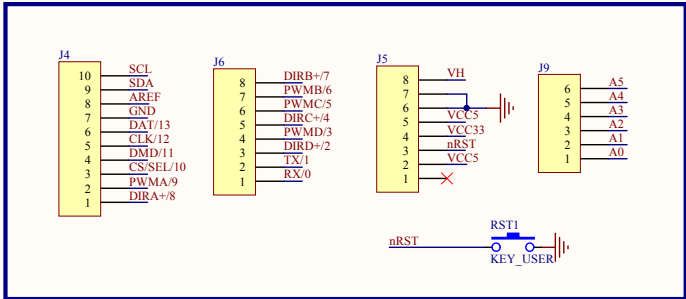 J4
10 SCL
9 SDA
8 AREF
7 GND
6 DAT/13
5 CLK/12
4 DMD/11
3 CS/SEL/10
2 PWMA/9
1 DIRA+/8
J6
8 DIRB+/7
7 PWMB/6
6 PWMC/5
5 DIRC+/4
4 PWMD/3
3 DIRD+/2
2 TX/1
1 RX/0
J5
8 VH
7
6
5 VCC5
4 VCC33
3 nRST
2 VCC5
1
J9
6 A5
5 A4
4 A3
3 A2
2 A1
1 A0
nRST
RST1
KEY_USER